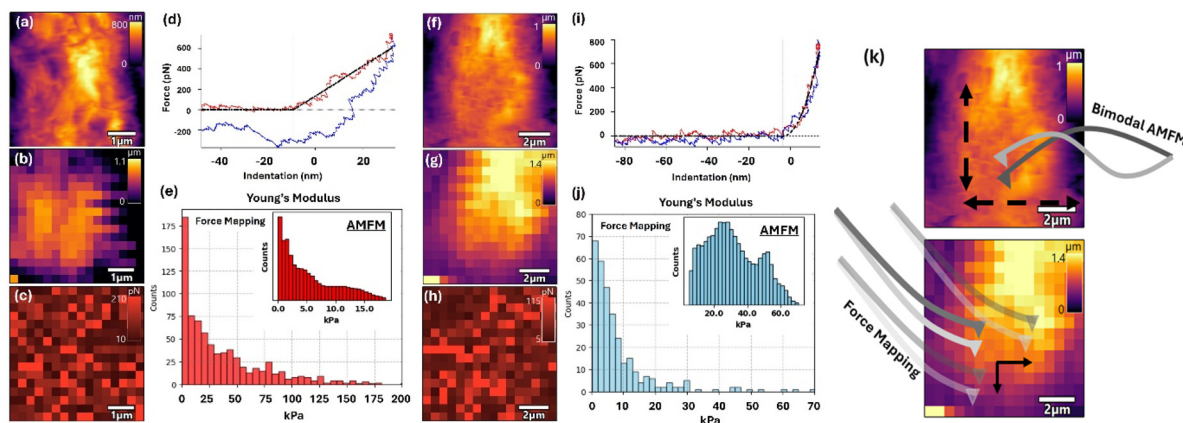 (a)
nm
800
0
1μm
(b)
1.1
μm
0
1μm
(c)
pN
210
10
1μm
(d)
Force (pN)
600
400
200
0
-200
-40
-20
0
20
Indentation (nm)
(e)
Young's Modulus
Force Mapping
AMFM
Counts
0.0
5.0
10.0
15.0
kPa
Counts
175
150
125
100
75
50
25
0
0
25
50
75
100
125
150
175
200
kPa
(f)
μm
1
0
2μm
(g)
μm
1.4
0
2μm
(h)
pN
115
5
2μm
(i)
Force (pN)
800
600
400
200
0
-80
-70
-60
-50
-40
-30
-20
-10
0
10
Indentation (nm)
(j)
Young's Modulus
Force Mapping
AMFM
Counts
20.0
40.0
60.0
kPa
Counts
80
70
60
50
40
30
20
10
0
0
10
20
30
40
50
60
70
kPa
(k)
μm
1
0
2μm
Bimodal AMFM
μm
1.4
0
2μm
Force Mapping